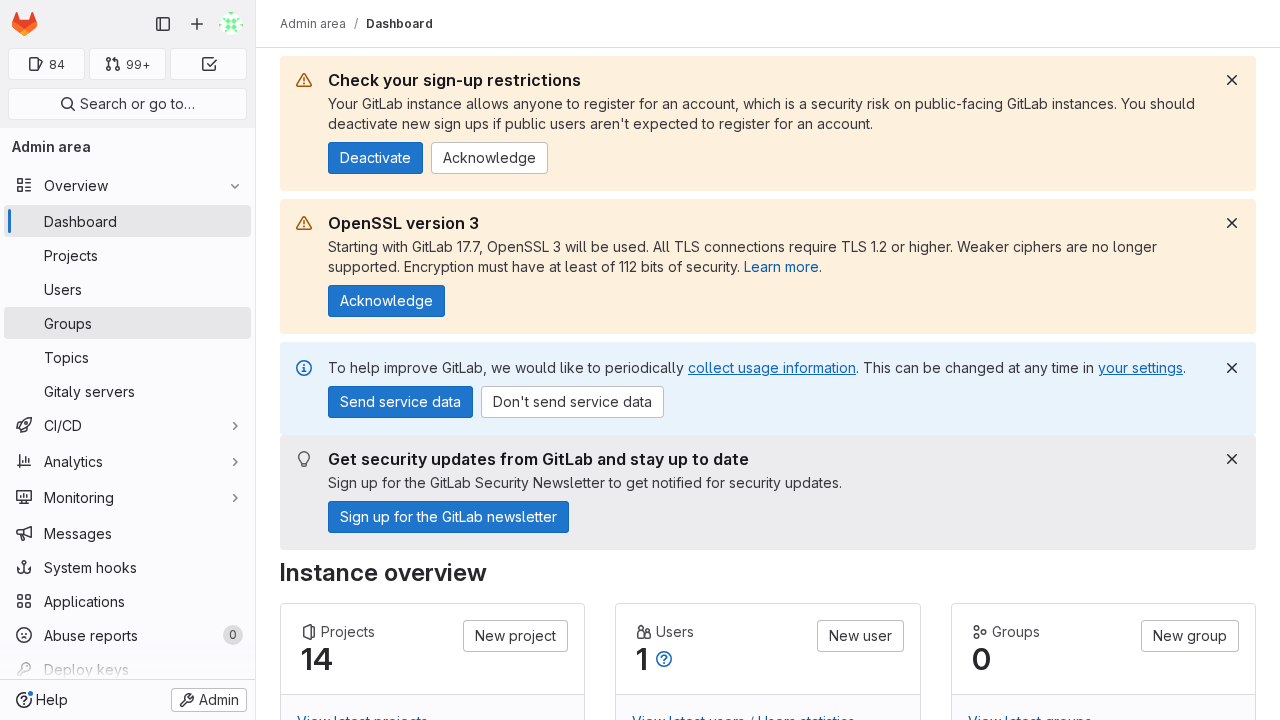 Admin area / Dashboard
84
99+
Search or go to…
Admin area
Overview
Dashboard
Projects
Users
Groups
Topics
Gitaly servers
CI/CD
Analytics
Monitoring
Messages
System hooks
Applications
Abuse reports 0
Deploy keys
Help
Admin
Check your sign-up restrictions
Your GitLab instance allows anyone to register for an account, which is a security risk on public-facing GitLab instances. You should
deactivate new sign ups if public users aren't expected to register for an account.
Deactivate Acknowledge
OpenSSL version 3
Starting with GitLab 17.7, OpenSSL 3 will be used. All TLS connections require TLS 1.2 or higher. Weaker ciphers are no longer
supported. Encryption must have at least of 112 bits of security. Learn more.
Acknowledge
To help improve GitLab, we would like to periodically collect usage information. This can be changed at any time in your settings.
Send service data Don't send service data
Get security updates from GitLab and stay up to date
Sign up for the GitLab Security Newsletter to get notified for security updates.
Sign up for the GitLab newsletter
Instance overview
Projects
14
New project
View latest projects
Users
1
New user
View latest users / Users statistics
Groups
0
New group
View latest groups